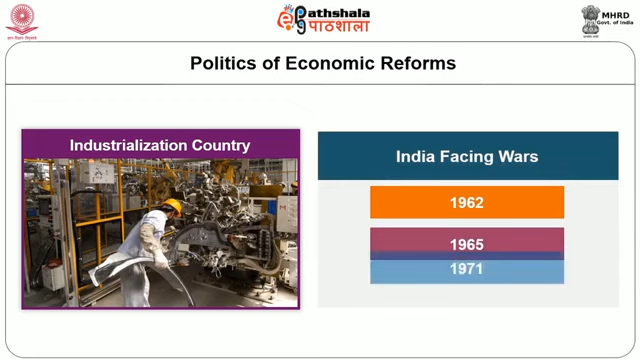 Pathshala
पाठशाला
MHRD
Govt. of India
Politics of Economic Reforms
Industrialization Country
India Facing Wars
1962
1965
1971